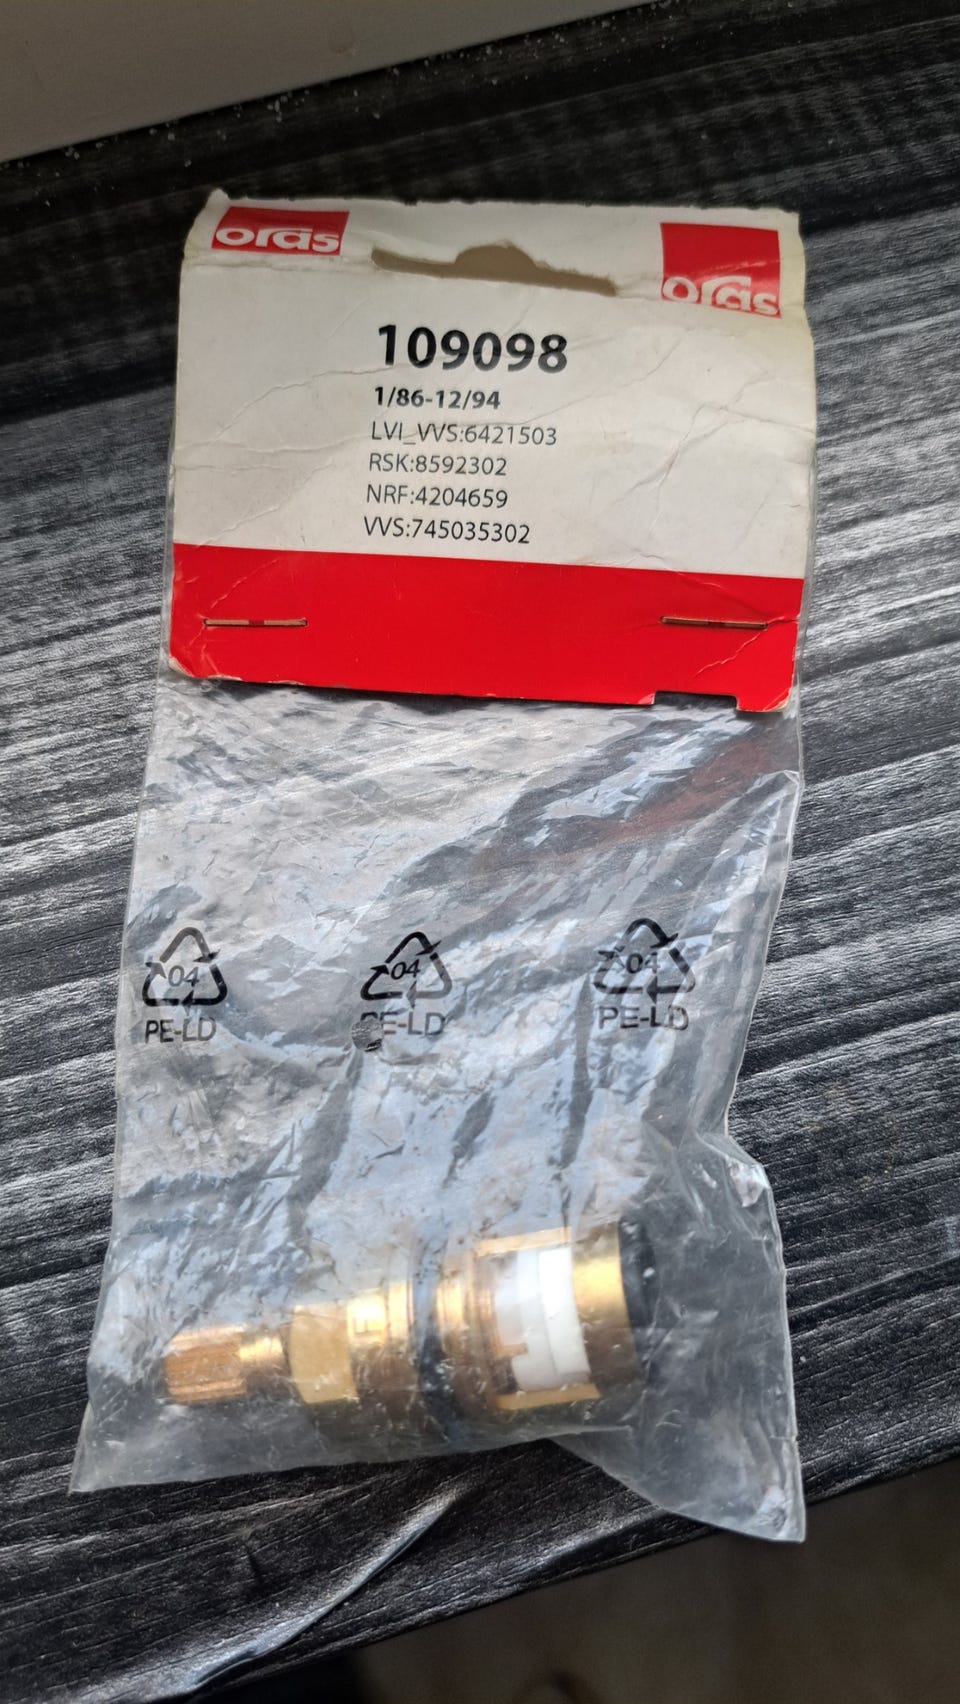 oras
oras
109098
1/86-12/94
LVI_VVS:6421503
RSK:8592302
NRF:4204659
VVS:745035302
04 04 04
PE-LD PE-LD PE-LD